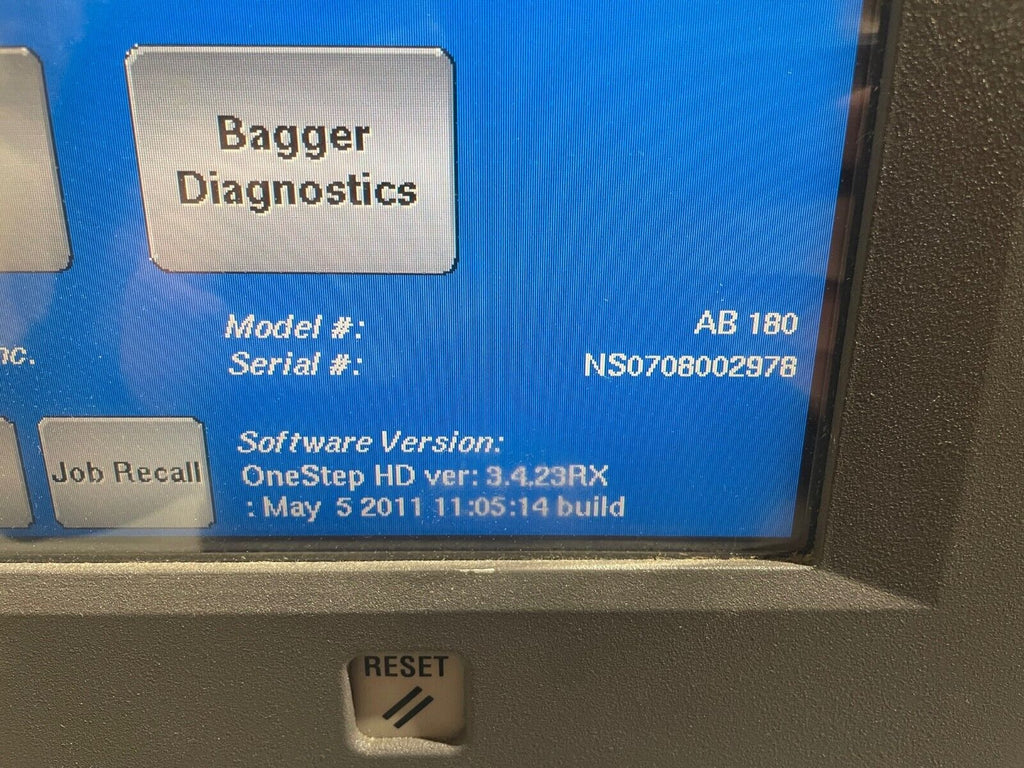 Bagger
Diagnostics
Model #: AB 180
nc.
Serial #: NS0708002978
Software Version:
Job Recall
OneStep HD ver: 3.4.23RX
: May 5 2011 11:05:14 build
RESET